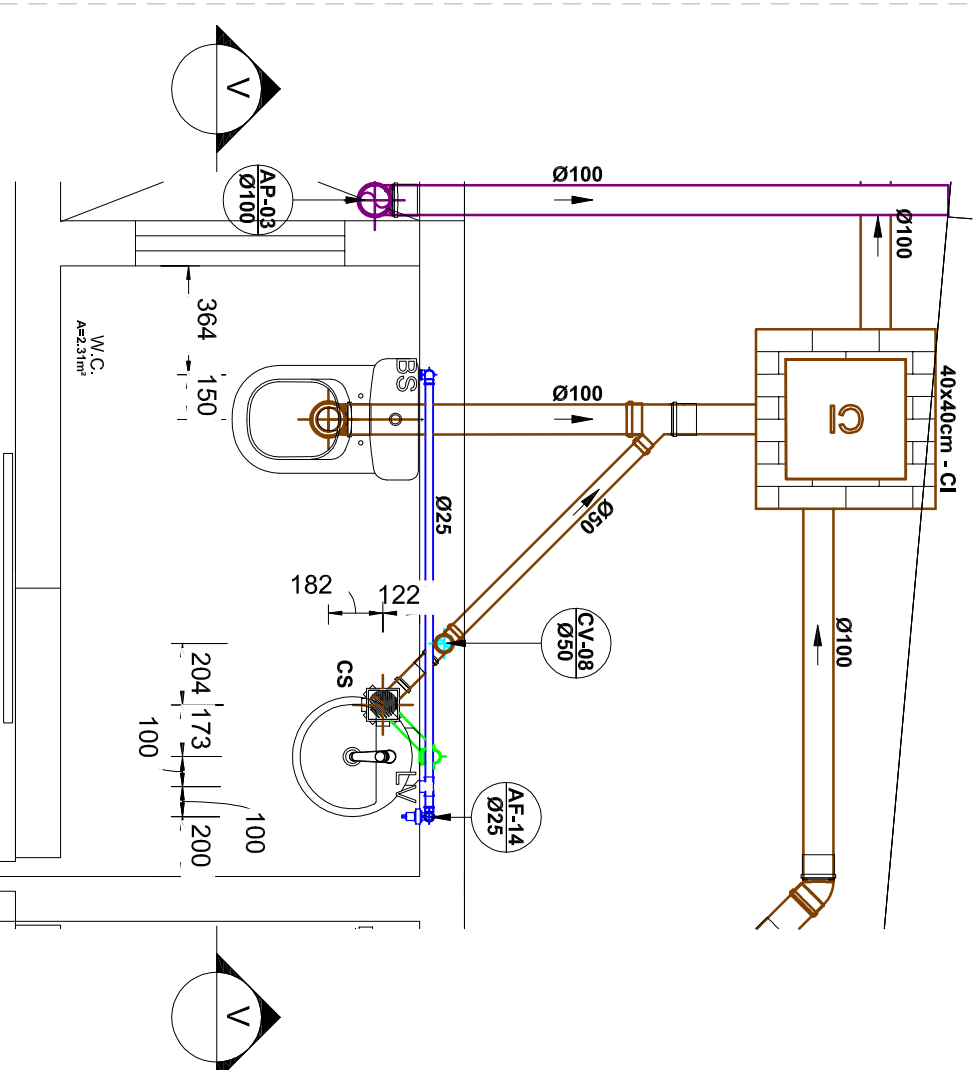 V
AP-03
Ø100
Ø100
Ø100
40x40cm - CI
CI
364
150
W.C.
A=2.31m²
BS
Ø100
Ø25
Ø50
182
122
CV-08
Ø50
Ø100
CS
204
173
100
LV
AF-14
Ø25
100
200
V